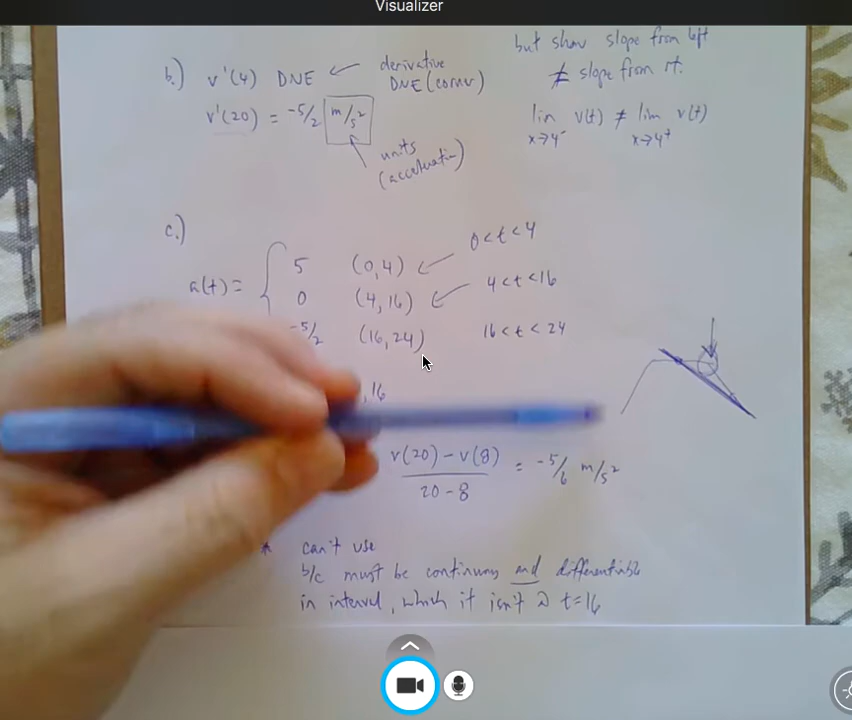 Visualizer
but show slope from left
≠ slope from rt.
lim v(t) ≠ lim v(t)
x→4⁻ x→4⁺
b.) v'(4) DNE ← derivative
DNE (corner)
v'(20) = -5/2 m/s²
units
(acceleration)
c.)
a(t) = { 5 (0,4) ← 0<t<4
0 (4,16) ← 4<t<16
-5/2 (16,24) 16<t<24
,16
v(20) - v(8) = -5/6 m/s²
20-8
* can't use
b/c must be continuous and differentiable
in interval, which it isn't @ t=16